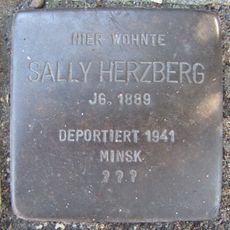 HIER WOHNTE
SALLY HERZBERG
JG. 1889
DEPORTIERT 1941
MINSK
? ? ?